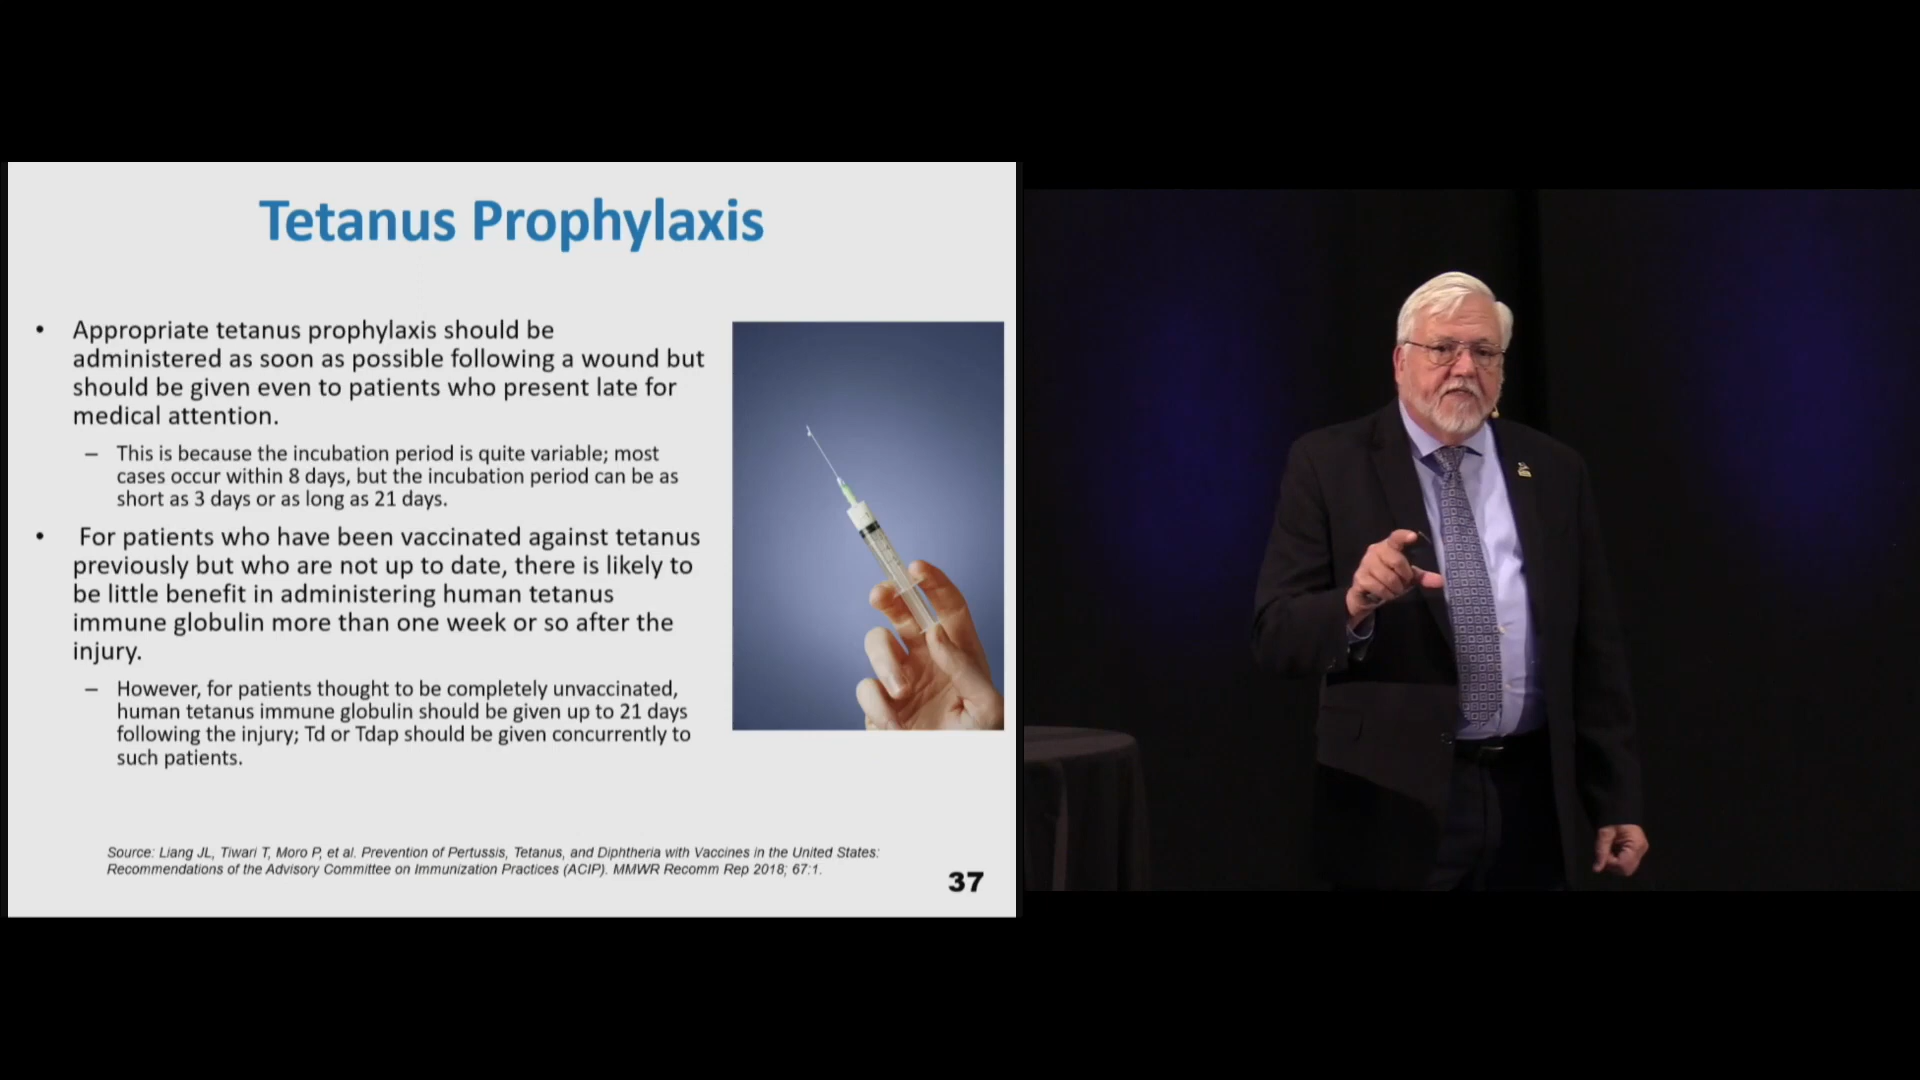 Tetanus Prophylaxis
• Appropriate tetanus prophylaxis should be
administered as soon as possible following a wound but
should be given even to patients who present late for
medical attention.
– This is because the incubation period is quite variable; most
cases occur within 8 days, but the incubation period can be as
short as 3 days or as long as 21 days.
• For patients who have been vaccinated against tetanus
previously but who are not up to date, there is likely to
be little benefit in administering human tetanus
immune globulin more than one week or so after the
injury.
– However, for patients thought to be completely unvaccinated,
human tetanus immune globulin should be given up to 21 days
following the injury; Td or Tdap should be given concurrently to
such patients.
Source: Liang JL, Tiwari T, Moro P, et al. Prevention of Pertussis, Tetanus, and Diphtheria with Vaccines in the United States:
Recommendations of the Advisory Committee on Immunization Practices (ACIP). MMWR Recomm Rep 2018; 67:1.
37